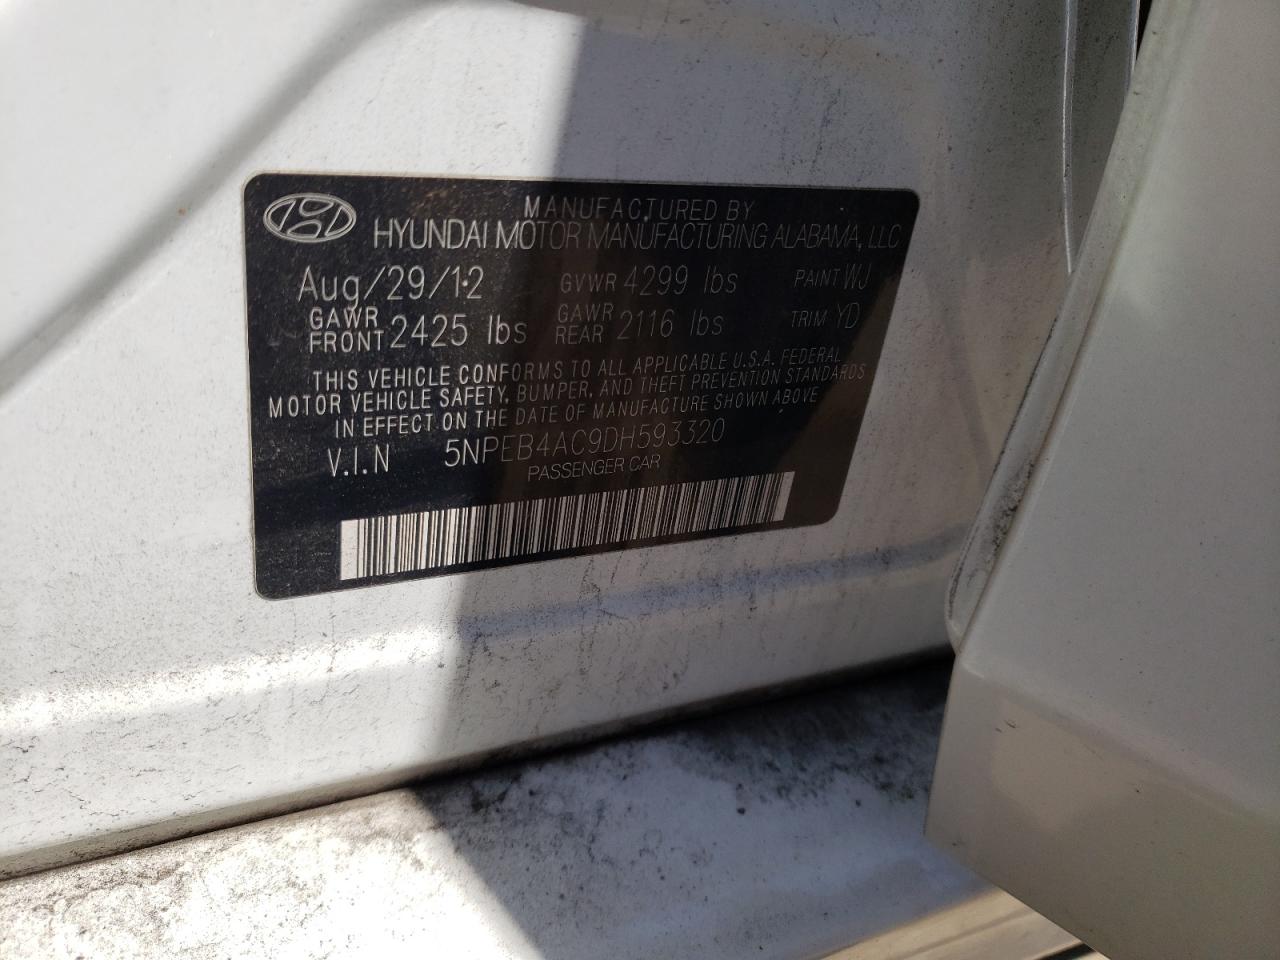 MANUFACTURED BY
HYUNDAI MOTOR MANUFACTURING ALABAMA, LLC
Aug/29/12 GVWR 4299 lbs PAINT WJ
GAWR FRONT 2425 lbs GAWR REAR 2116 lbs TRIM YD
THIS VEHICLE CONFORMS TO ALL APPLICABLE U.S.A. FEDERAL
MOTOR VEHICLE SAFETY, BUMPER, AND THEFT PREVENTION STANDARDS
IN EFFECT ON THE DATE OF MANUFACTURE SHOWN ABOVE
V.I.N 5NPEB4AC9DH593320
PASSENGER CAR